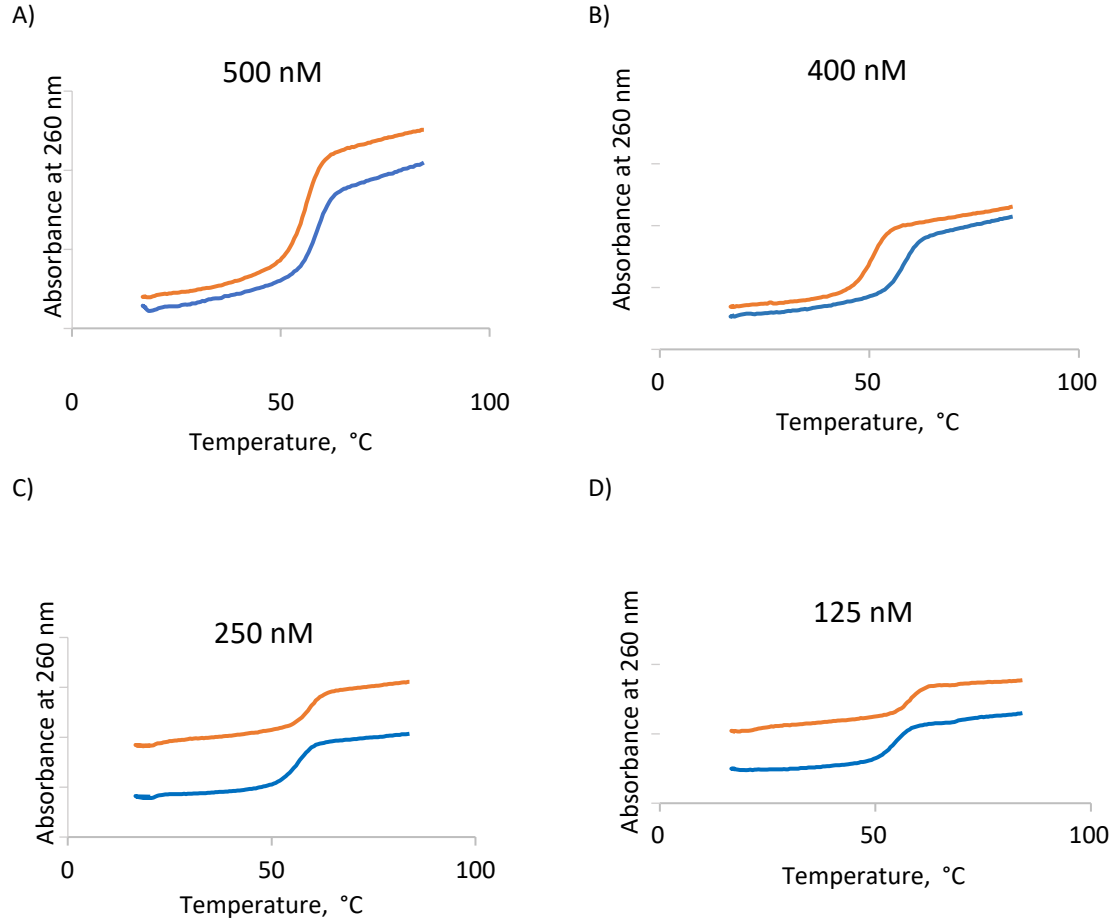 A)
500 nM
Absorbance at 260 nm
0
50
100
Temperature, °C
B)
400 nM
Absorbance at 260 nm
0
50
100
Temperature, °C
C)
250 nM
Absorbance at 260 nm
0
50
100
Temperature, °C
D)
125 nM
Absorbance at 260 nm
0
50
100
Temperature, °C